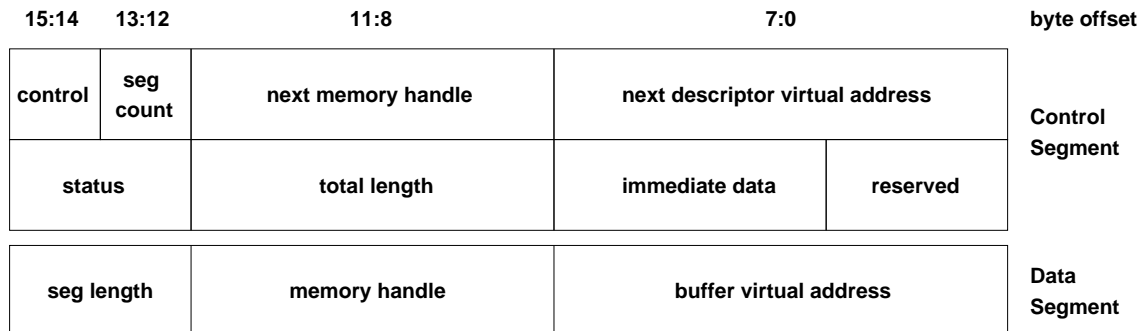 15:14 13:12 11:8 7:0 byte offset
control seg count next memory handle next descriptor virtual address
Control Segment
status total length immediate data reserved
seg length memory handle buffer virtual address Data Segment